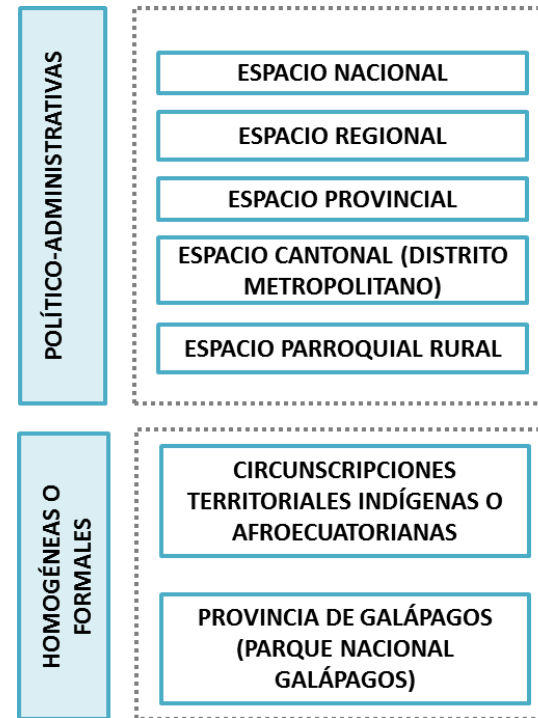 POLÍTICO-ADMINISTRATIVAS
ESPACIO NACIONAL
ESPACIO REGIONAL
ESPACIO PROVINCIAL
ESPACIO CANTONAL (DISTRITO
METROPOLITANO)
ESPACIO PARROQUIAL RURAL
HOMOGÉNEAS O
FORMALES
CIRCUNSCRIPCIONES
TERRITORIALES INDÍGENAS O
AFROECUATORIANAS
PROVINCIA DE GALÁPAGOS
(PARQUE NACIONAL
GALÁPAGOS)